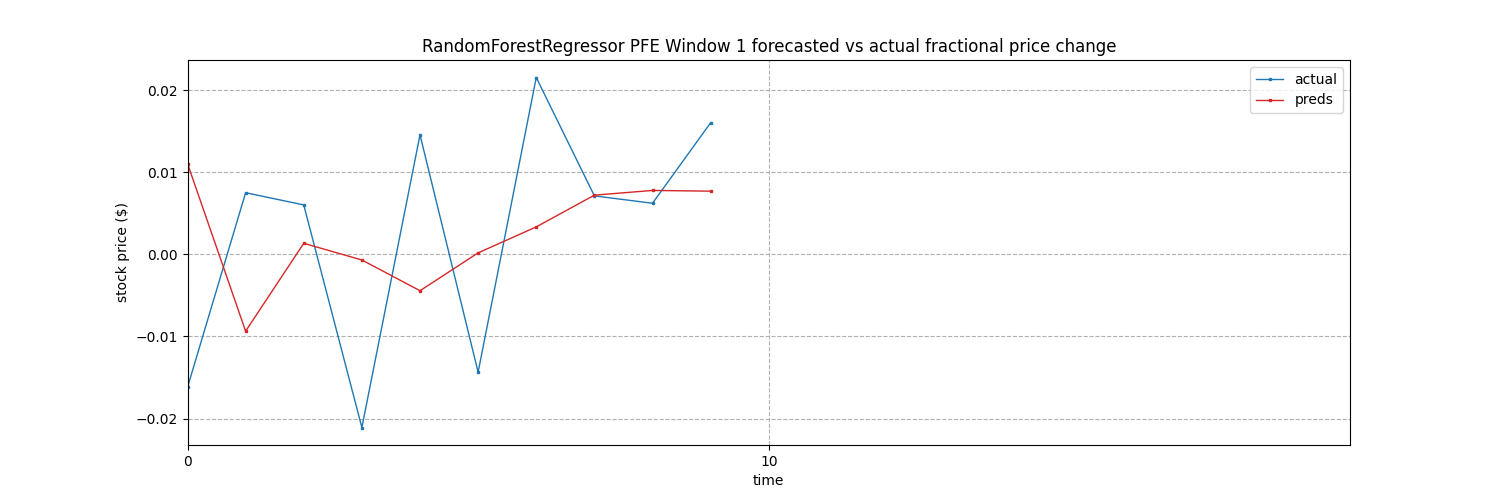 RandomForestRegressor PFE Window 1 forecasted vs actual fractional price change
actual
preds
0.02
0.01
0.00
−0.01
−0.02
stock price ($)
0
10
time